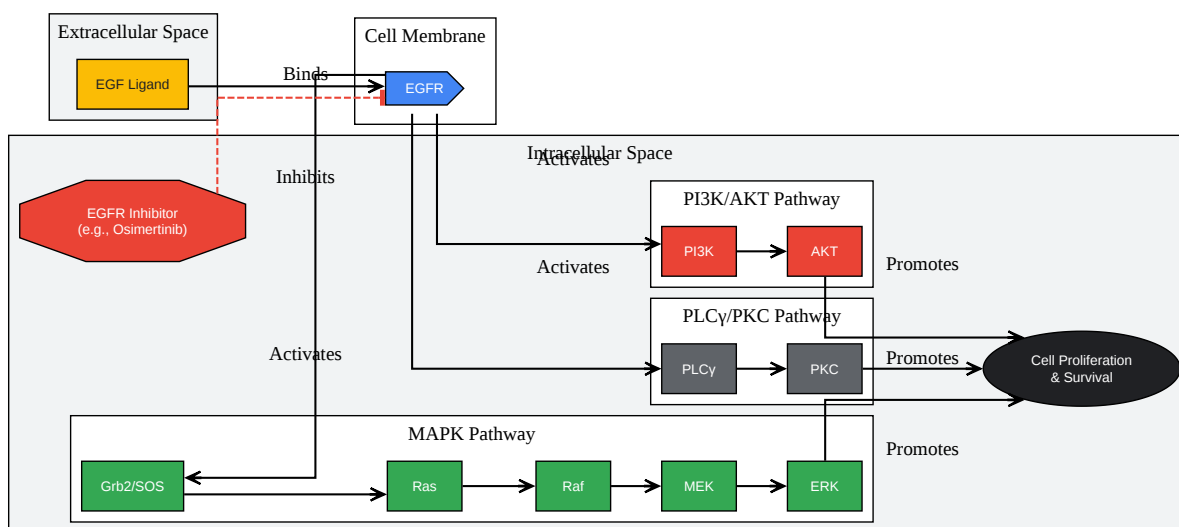 Extracellular Space
EGF Ligand
Binds
Cell Membrane
EGFR
Intracellular Space
Activates
Inhibits
EGFR Inhibitor
(e.g., Osimertinib)
PI3K/AKT Pathway
PI3K
AKT
Activates
Promotes
PLCγ/PKC Pathway
PLCγ
PKC
Activates
Promotes
Cell Proliferation
& Survival
MAPK Pathway
Promotes
Grb2/SOS
Ras
Raf
MEK
ERK